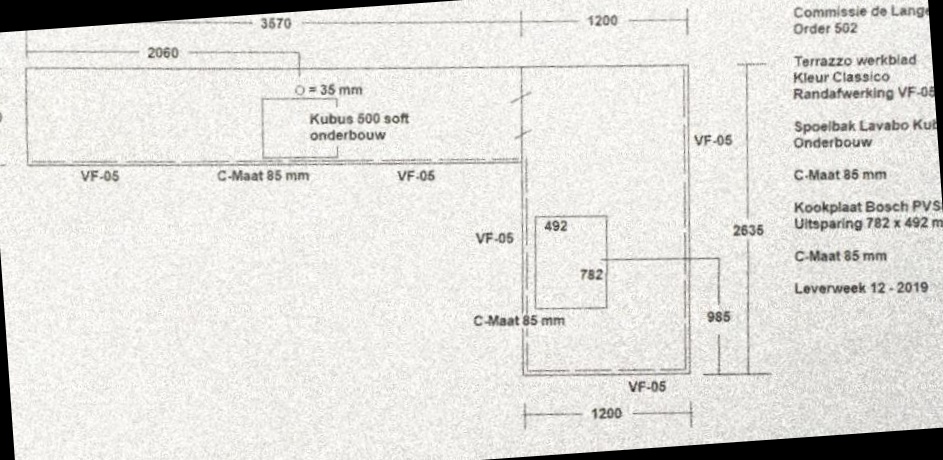 3570
1200
2060
= 35 mm
Kubus 500 soft
onderbouw
VF-05
C-Maat 85 mm
VF-05
VF-05
VF-05
492
782
2635
985
C-Maat 85 mm
VF-05
1200
Commissie de Lange
Order 502
Terrazzo werkblad
Kleur Classico
Randafwerking VF-05
Spoelbak Lavabo
Onderbouw
C-Maat 85 mm
Kookplaat Bosch PVS
Uitsparing 782 x 492
C-Maat 85 mm
Leverweek 12 - 2019